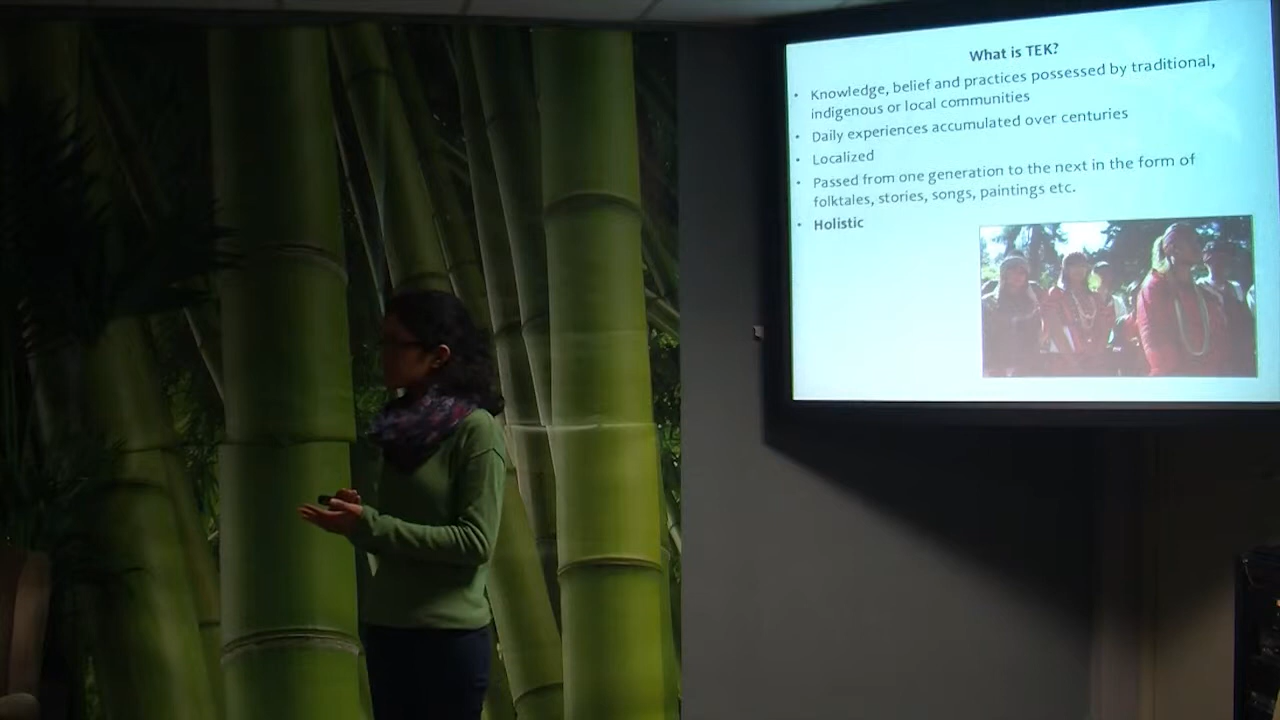 What is TEK?
• Knowledge, belief and practices possessed by traditional,
indigenous or local communities
• Daily experiences accumulated over centuries
• Localized
• Passed from one generation to the next in the form of
folktales, stories, songs, paintings etc.
• Holistic